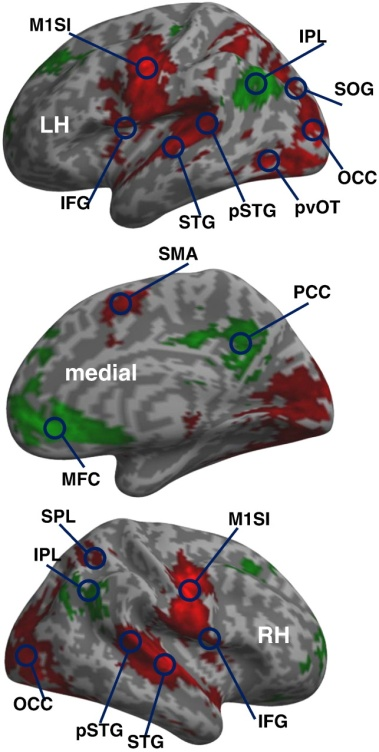 M1SI
IPL
SOG
LH
OCC
IFG
STG
pSTG
pvOT
SMA
PCC
medial
MFC
SPL
M1SI
IPL
RH
OCC
pSTG
STG
IFG